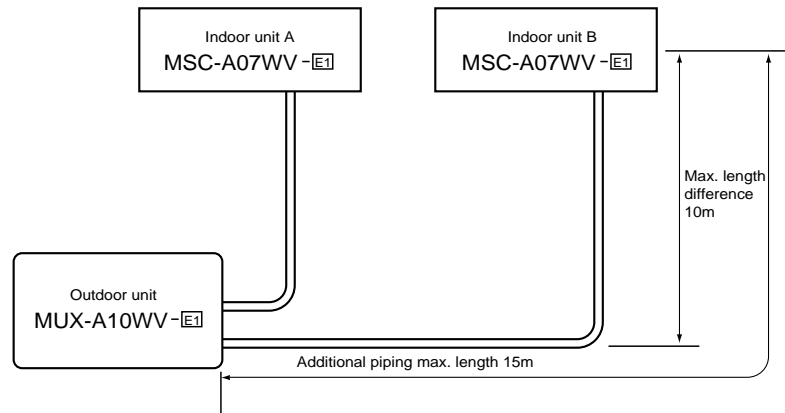 Indoor unit A
MSC-A07WV - E1
Indoor unit B
MSC-A07WV - E1
Max. length
difference
10m
Outdoor unit
MUX-A10WV - E1
Additional piping max. length 15m